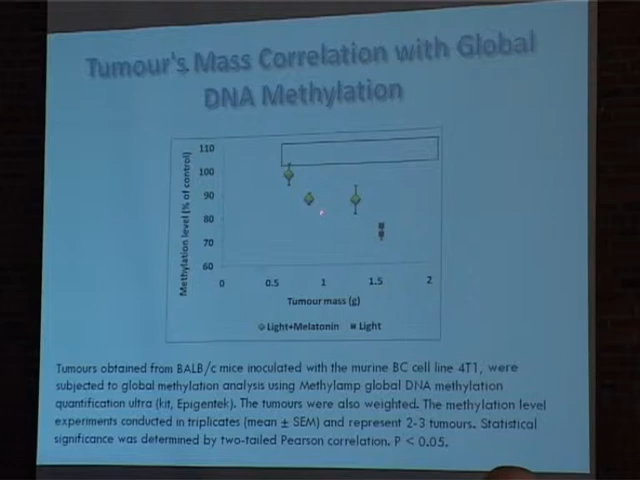 Tumour's Mass Correlation with Global
DNA Methylation
Methylation level (% of control)
110
100
90
80
70
60
0 0.5 1 1.5 2
Tumour mass (g)
Light+Melatonin Light
Tumours obtained from BALB/c mice inoculated with the murine BC cell line 4T1, were
subjected to global methylation analysis using Methylamp global DNA methylation
quantification ultra (kit, Epigentek). The tumours were also weighted. The methylation level
experiments conducted in triplicates (mean ± SEM) and represent 2-3 tumours. Statistical
significance was determined by two-tailed Pearson correlation. P < 0.05.